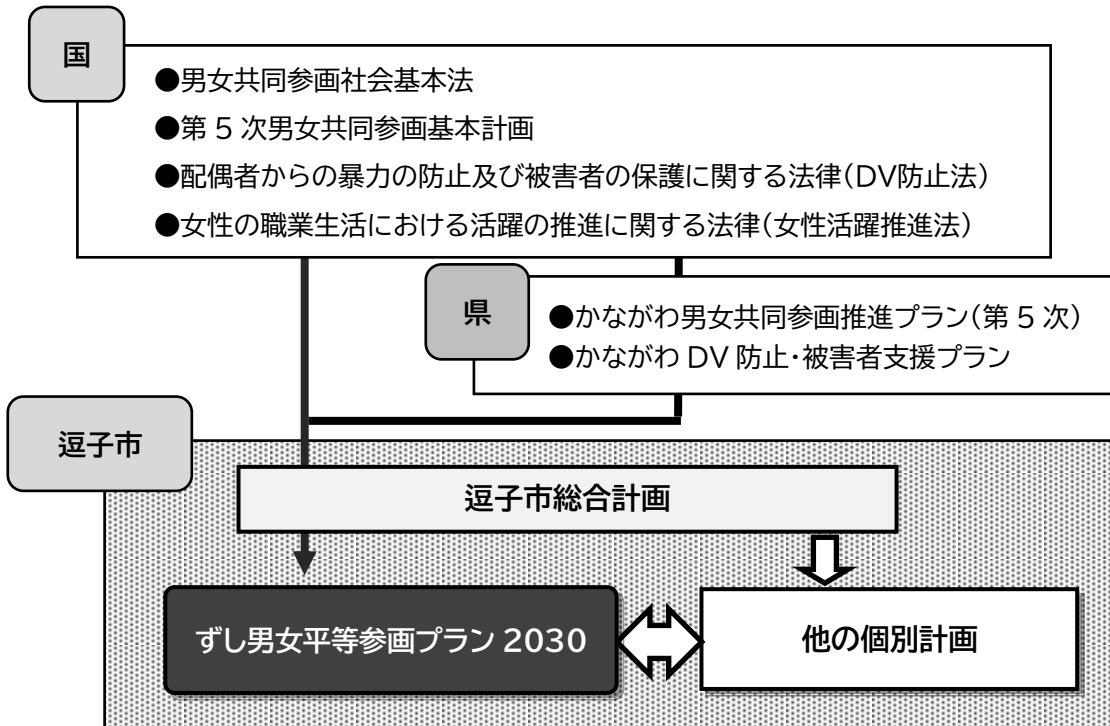 国
●男女共同参画社会基本法
●第 5 次男女共同参画基本計画
●配偶者からの暴力の防止及び被害者の保護に関する法律(DV防止法)
●女性の職業生活における活躍の推進に関する法律(女性活躍推進法)
県
●かながわ男女共同参画推進プラン(第 5 次)
●かながわ DV 防止・被害者支援プラン
逗子市
逗子市総合計画
ずし男女平等参画プラン 2030
他の個別計画